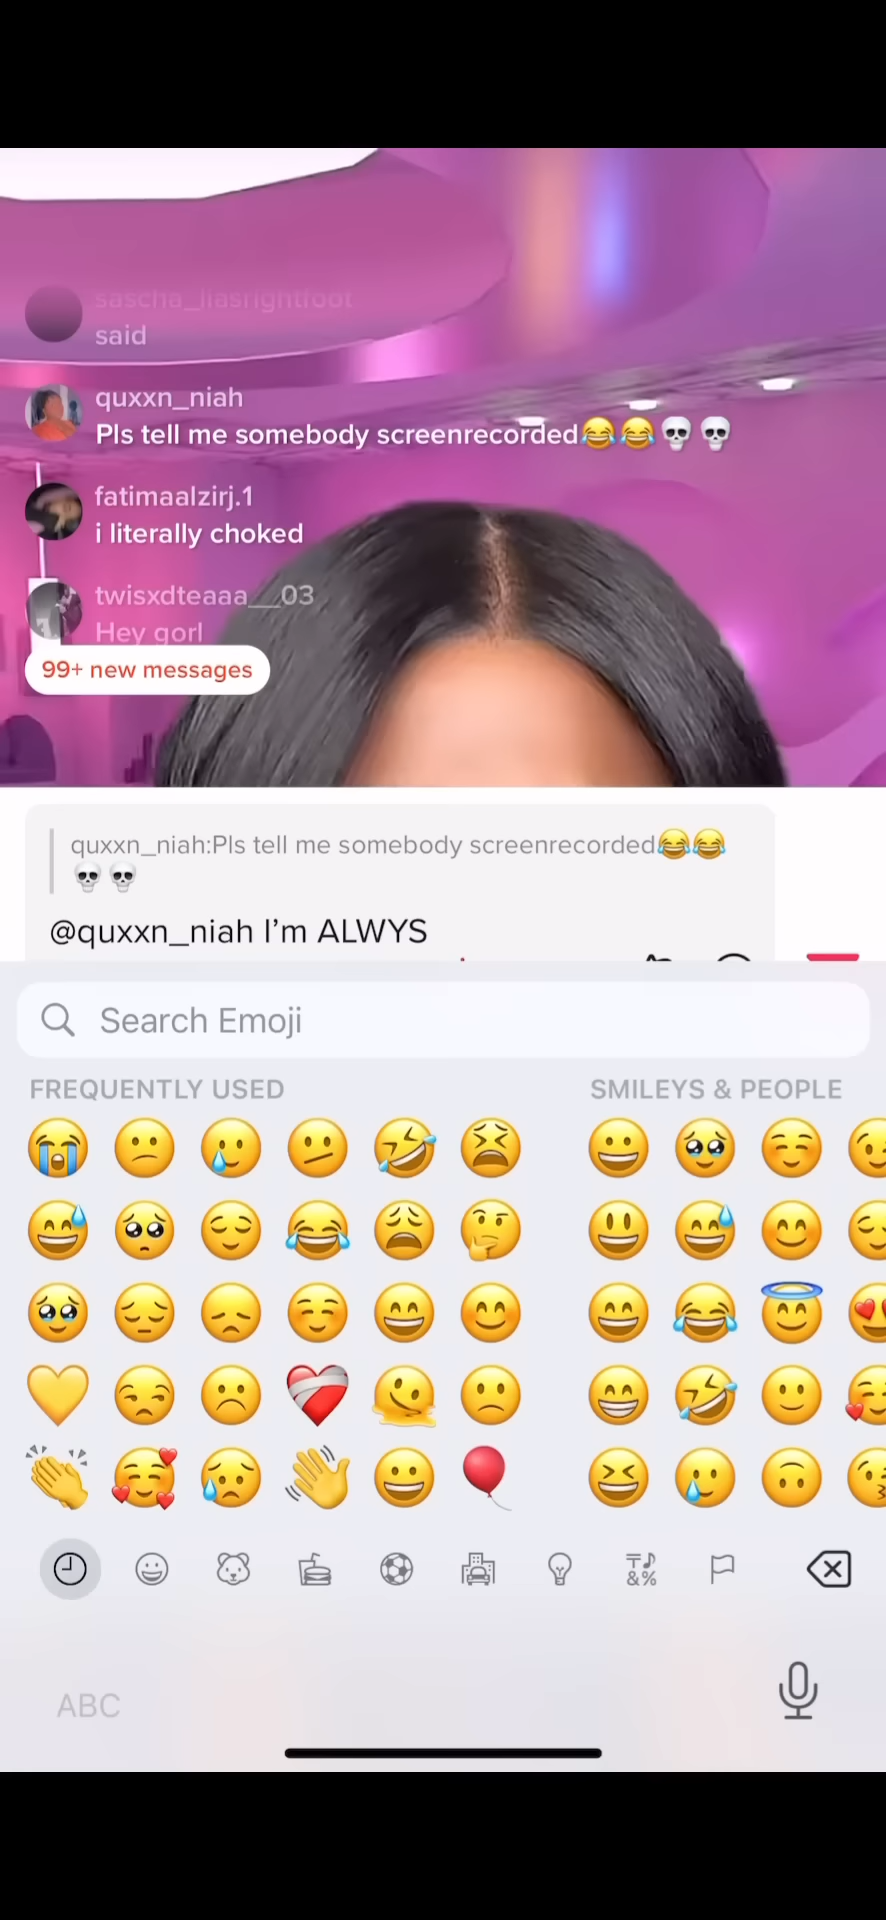 sascha_liasrightfoot
said
quxxn_niah
Pls tell me somebody screenrecorded😂😂💀💀
fatimaalzirj.1
i literally choked
twisxdteaaa__03
Hey gorl
99+ new messages
quxxn_niah:Pls tell me somebody screenrecorded😂😂
💀💀
@quxxn_niah I’m ALWYS
Search Emoji
FREQUENTLY USED
SMILEYS & PEOPLE
ABC